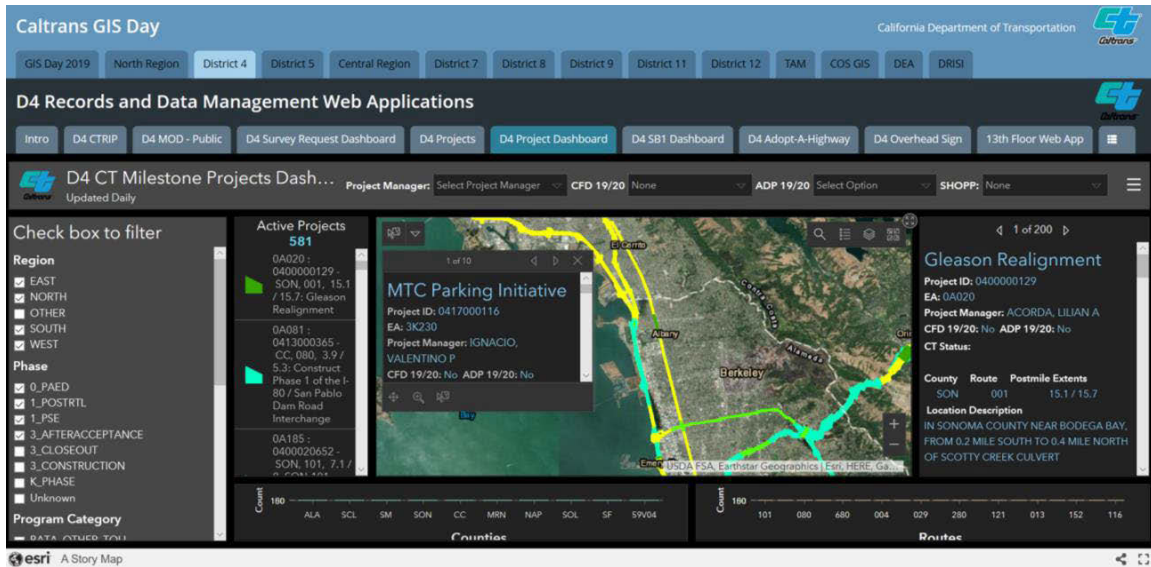 Caltrans GIS Day
California Department of Transportation
Caltrans
GIS Day 2019 North Region District 4 District 5 Central Region District 7 District 8 District 9 District 11 District 12 TAM COS GIS DEA DRISI
D4 Records and Data Management Web Applications
Intro D4 CTRIP D4 MOD - Public D4 Survey Request Dashboard D4 Projects D4 Project Dashboard D4 SB1 Dashboard D4 Adopt-A-Highway D4 Overhead Sign 13th Floor Web App
D4 CT Milestone Projects Dash...
Updated Daily
Project Manager: Select Project Manager CFD 19/20 None ADP 19/20 Select Option SHOPP: None
Check box to filter
Region
EAST
NORTH
OTHER
SOUTH
WEST
Phase
0_PAED
1_POSTRTL
1_PSE
3_AFTERACCEPTANCE
3_CLOSEOUT
3_CONSTRUCTION
K_PHASE
Unknown
Program Category
Active Projects
581
0A020 :
0400000129 -
SON, 001, 15.1
/ 15.7: Gleason
Realignment
0A081 :
0413000365 -
CC, 080, 3.9 /
5.3: Construct
Phase 1 of the I-
80 / San Pablo
Dam Road
Interchange
0A185 :
0400020652 -
SON, 101, 7.1 /
1 of 10
MTC Parking Initiative
Project ID: 0417000116
EA: 3K230
Project Manager: IGNACIO,
VALENTINO P
CFD 19/20: No ADP 19/20: No
El Cerrito
Albany
Berkeley
Contra Costa
Alameda
Bay
USDA FSA, Earthstar Geographics | Esri, HERE, Ga...
1 of 200
Gleason Realignment
Project ID: 0400000129
EA: 0A020
Project Manager: ACORDA, LILIAN A
CFD 19/20: No ADP 19/20: No
CT Status:
County Route Postmile Extents
SON 001 15.1 / 15.7
Location Description
IN SONOMA COUNTY NEAR BODEGA BAY,
FROM 0.2 MILE SOUTH TO 0.4 MILE NORTH
OF SCOTTY CREEK CULVERT
Count
180
ALA SCL SM SON CC MRN NAP SOL SF 59V04
Counties
Count
180
101 080 680 004 029 280 121 013 152 116
Routes
esri A Story Map